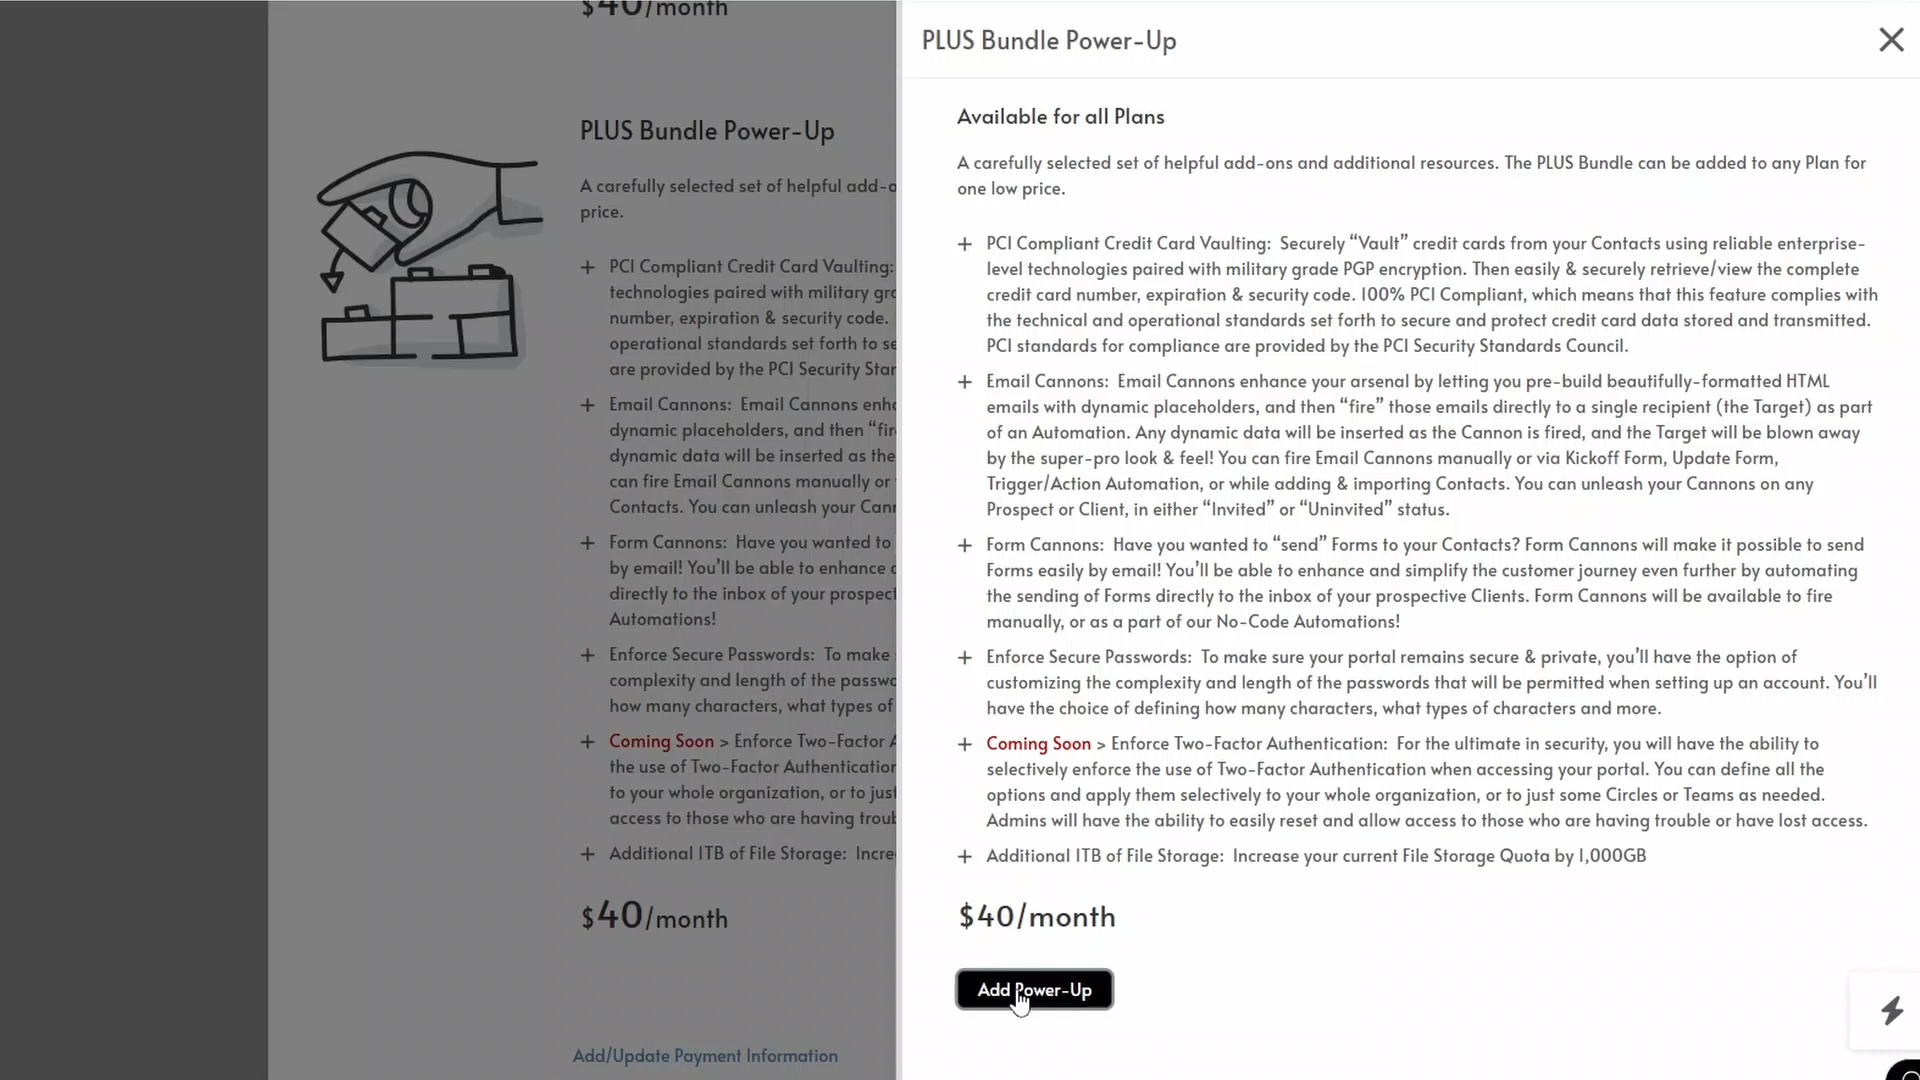 $40/month
PLUS Bundle Power-Up
A carefully selected set of helpful add-o
price.
+ PCI Compliant Credit Card Vaulting:
technologies paired with military gr
number, expiration & security code.
operational standards set forth to se
are provided by the PCI Security Star
+ Email Cannons: Email Cannons enh
dynamic placeholders, and then “fir
dynamic data will be inserted as the
can fire Email Cannons manually or
Contacts. You can unleash your Can
+ Form Cannons: Have you wanted to
by email! You’ll be able to enhance
directly to the inbox of your prospect
Automations!
+ Enforce Secure Passwords: To make
complexity and length of the passw
how many characters, what types of
+ Coming Soon > Enforce Two-Factor A
the use of Two-Factor Authentication
to your whole organization, or to just
access to those who are having troub
+ Additional 1TB of File Storage: Incre
$40/month
Add/Update Payment Information
PLUS Bundle Power-Up
Available for all Plans
A carefully selected set of helpful add-ons and additional resources. The PLUS Bundle can be added to any Plan for
one low price.
+ PCI Compliant Credit Card Vaulting: Securely “Vault” credit cards from your Contacts using reliable enterprise-
level technologies paired with military grade PGP encryption. Then easily & securely retrieve/view the complete
credit card number, expiration & security code. 100% PCI Compliant, which means that this feature complies with
the technical and operational standards set forth to secure and protect credit card data stored and transmitted.
PCI standards for compliance are provided by the PCI Security Standards Council.
+ Email Cannons: Email Cannons enhance your arsenal by letting you pre-build beautifully-formatted HTML
emails with dynamic placeholders, and then “fire” those emails directly to a single recipient (the Target) as part
of an Automation. Any dynamic data will be inserted as the Cannon is fired, and the Target will be blown away
by the super-pro look & feel! You can fire Email Cannons manually or via Kickoff Form, Update Form,
Trigger/Action Automation, or while adding & importing Contacts. You can unleash your Cannons on any
Prospect or Client, in either “Invited” or “Uninvited” status.
+ Form Cannons: Have you wanted to “send” Forms to your Contacts? Form Cannons will make it possible to send
Forms easily by email! You’ll be able to enhance and simplify the customer journey even further by automating
the sending of Forms directly to the inbox of your prospective Clients. Form Cannons will be available to fire
manually, or as a part of our No-Code Automations!
+ Enforce Secure Passwords: To make sure your portal remains secure & private, you’ll have the option of
customizing the complexity and length of the passwords that will be permitted when setting up an account. You’ll
have the choice of defining how many characters, what types of characters and more.
+ Coming Soon > Enforce Two-Factor Authentication: For the ultimate in security, you will have the ability to
selectively enforce the use of Two-Factor Authentication when accessing your portal. You can define all the
options and apply them selectively to your whole organization, or to just some Circles or Teams as needed.
Admins will have the ability to easily reset and allow access to those who are having trouble or have lost access.
+ Additional 1TB of File Storage: Increase your current File Storage Quota by 1,000GB
$40/month
Add Power-Up